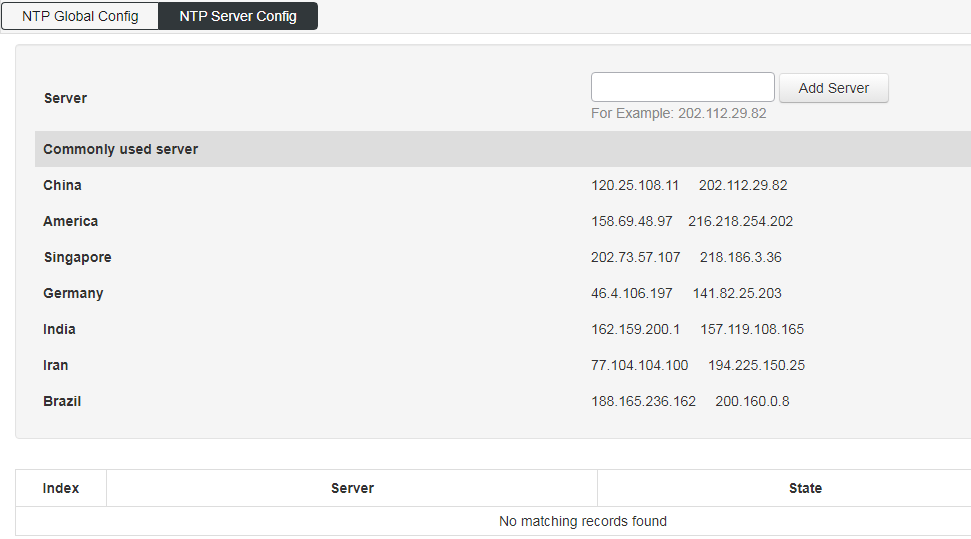 NTP Global Config NTP Server Config
Server Add Server
For Example: 202.112.29.82
Commonly used server
China 120.25.108.11 202.112.29.82
America 158.69.48.97 216.218.254.202
Singapore 202.73.57.107 218.186.3.36
Germany 46.4.106.197 141.82.25.203
India 162.159.200.1 157.119.108.165
Iran 77.104.104.100 194.225.150.25
Brazil 188.165.236.162 200.160.0.8
Index Server State
No matching records found